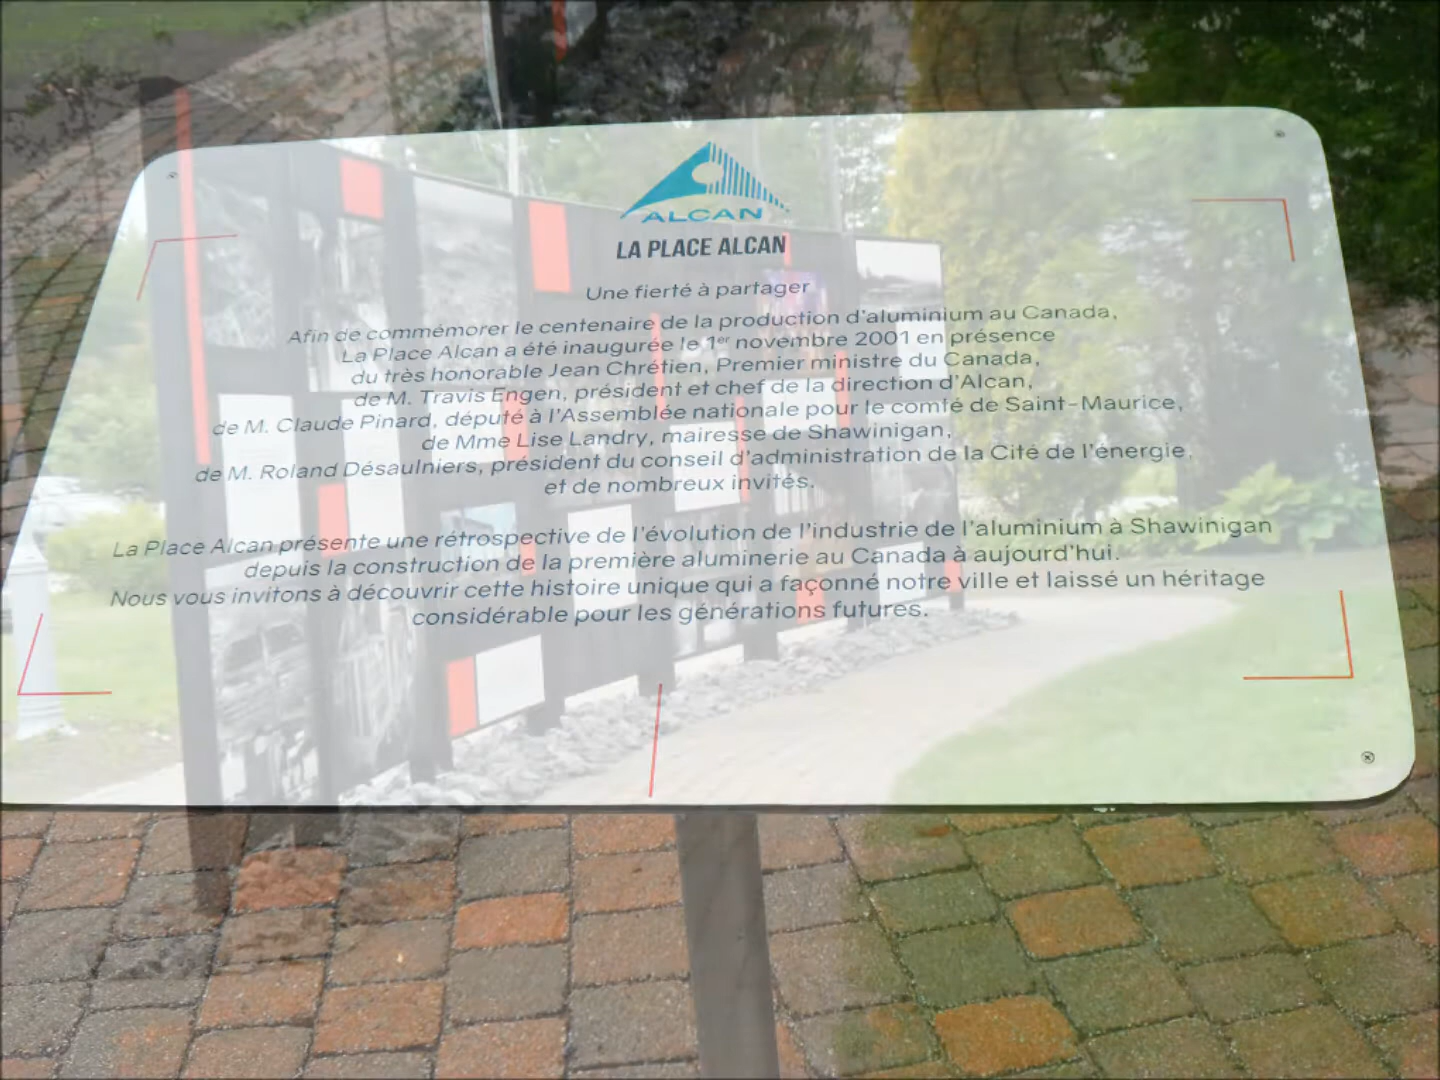 ALCAN
LA PLACE ALCAN
Une fierté à partager
Afin de commémorer le centenaire de la production d'aluminium au Canada,
La Place Alcan a été inaugurée le 1er novembre 2001 en présence
du très honorable Jean Chrétien, Premier ministre du Canada,
de M. Travis Engen, président et chef de la direction d'Alcan,
de M. Claude Pinard, député à l'Assemblée nationale pour le comté de Saint-Maurice,
de Mme Lise Landry, mairesse de Shawinigan,
de M. Roland Désaulniers, président du conseil d'administration de la Cité de l'énergie,
et de nombreux invités.
La Place Alcan présente une rétrospective de l'évolution de l'industrie de l'aluminium à Shawinigan
depuis la construction de la première aluminerie au Canada à aujourd'hui.
Nous vous invitons à découvrir cette histoire unique qui a façonné notre ville et laissé un héritage
considérable pour les générations futures.